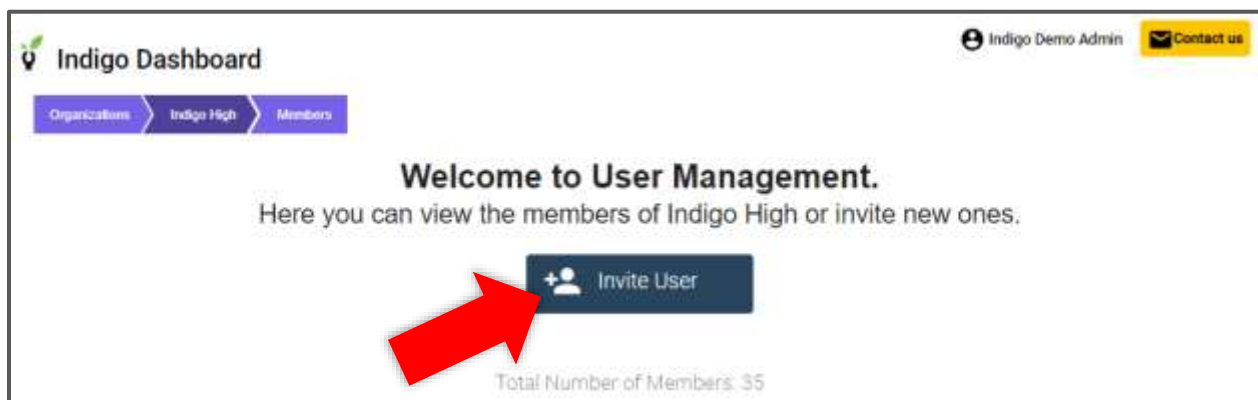 Indigo Dashboard
Indigo Demo Admin
Contact us
Organizations
Indigo High
Members
Welcome to User Management.
Here you can view the members of Indigo High or invite new ones.
Invite User
Total Number of Members: 35